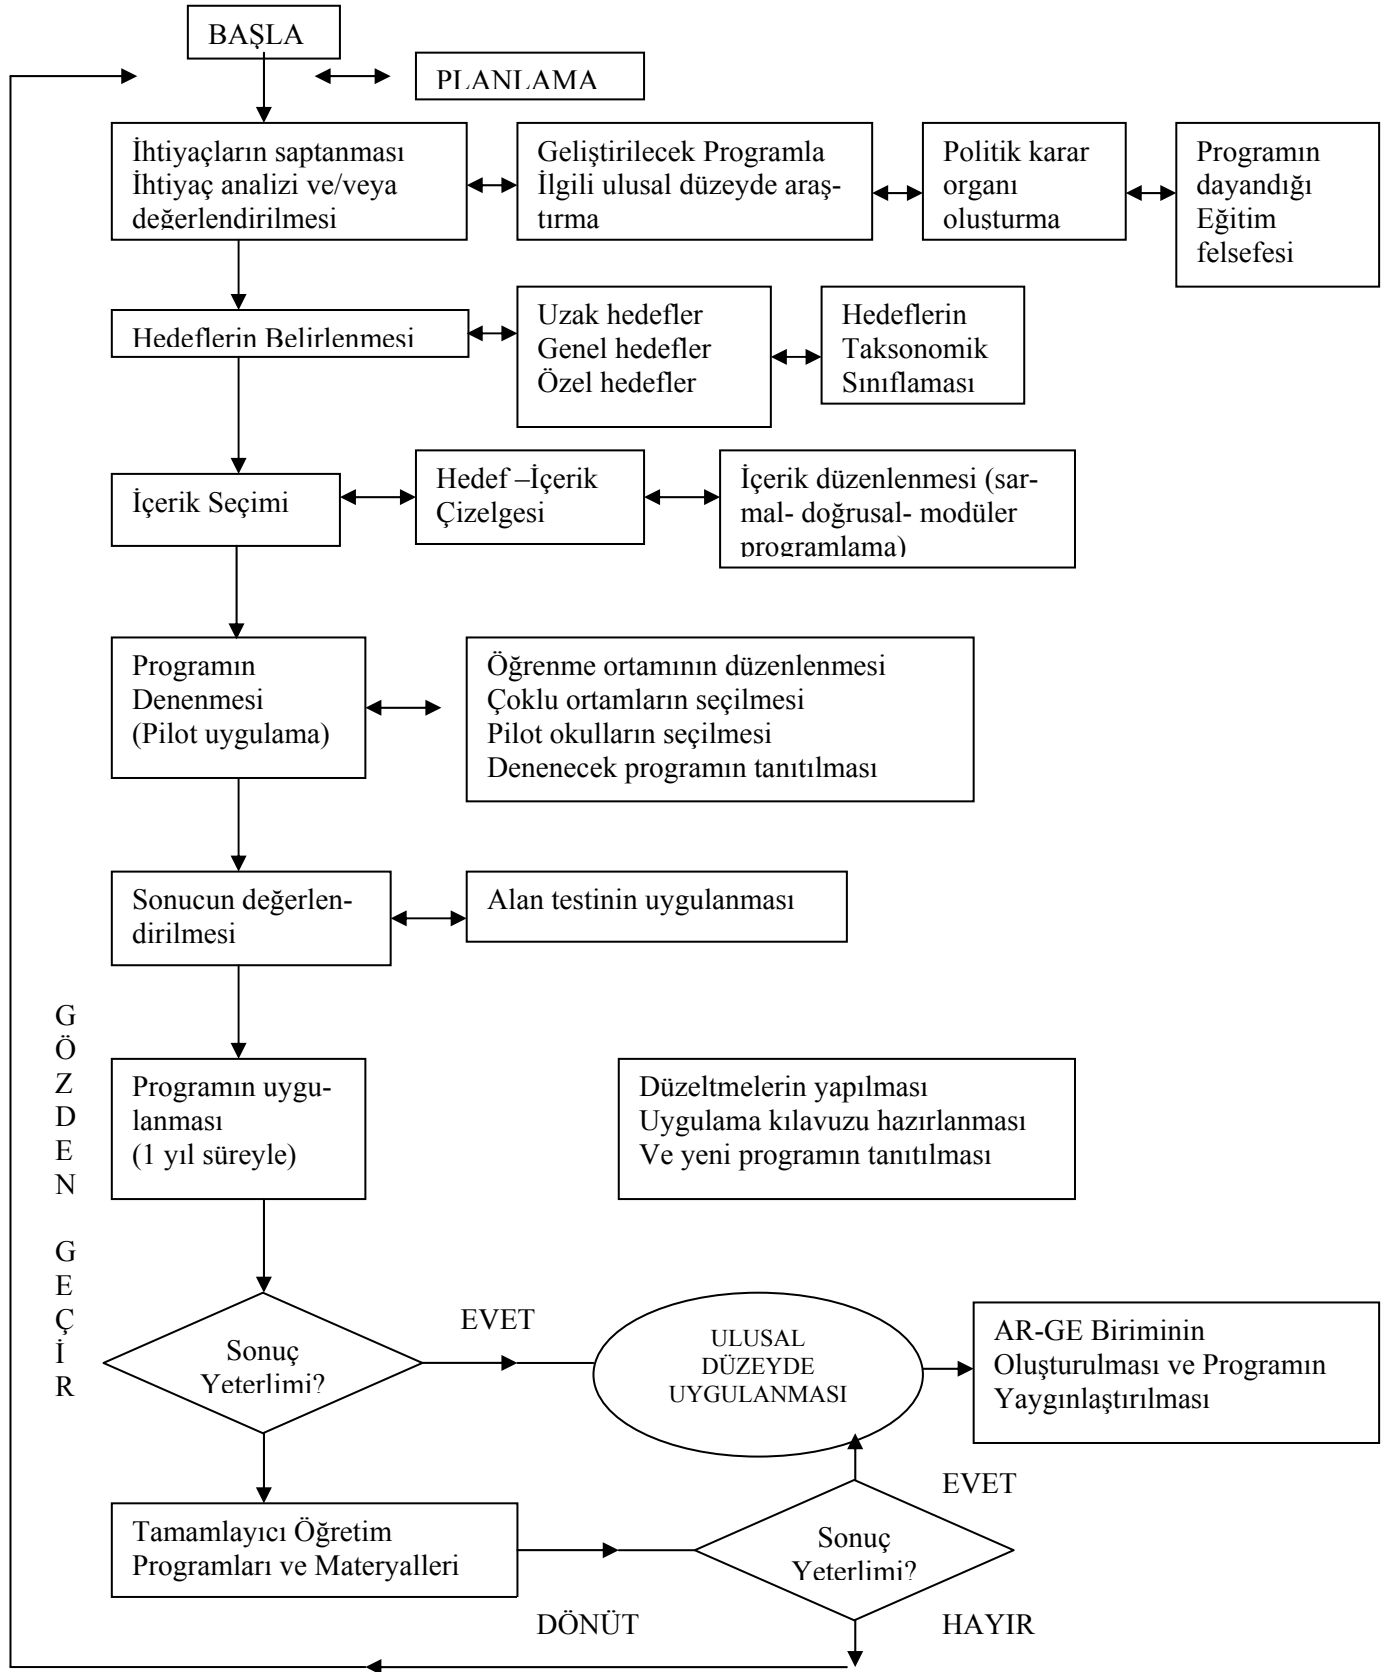 BAŞLA
PLANLAMA
İhtiyaçların saptanması
İhtiyaç analizi ve/veya
değerlendirilmesi
Geliştirilecek Programla
İlgili ulusal düzeyde araş-
tırma
Politik karar
organı
oluşturma
Programın
dayandığı
Eğitim
felsefesi
Hedeflerin Belirlenmesi
Uzak hedefler
Genel hedefler
Özel hedefler
Hedeflerin
Taksonomik
Sınıflaması
İçerik Seçimi
Hedef –İçerik
Çizelgesi
İçerik düzenlenmesi (sar-
mal- doğrusal- modüler
programlama)
Programın
Denenmesi
(Pilot uygulama)
Öğrenme ortamının düzenlenmesi
Çoklu ortamların seçilmesi
Pilot okulların seçilmesi
Denenecek programın tanıtılması
Sonucun değerlen-
dirilmesi
Alan testinin uygulanması
GÖZDEN GEÇİR
Programın uygu-
lanması
(1 yıl süreyle)
Düzeltmelerin yapılması
Uygulama kılavuzu hazırlanması
Ve yeni programın tanıtılması
Sonuç
Yeterlimi?
EVET
ULUSAL
DÜZEYDE
UYGULANMASI
AR-GE Biriminin
Oluşturulması ve Programın
Yaygınlaştırılması
EVET
Tamamlayıcı Öğretim
Programları ve Materyalleri
Sonuç
Yeterlimi?
DÖNÜT
HAYIR